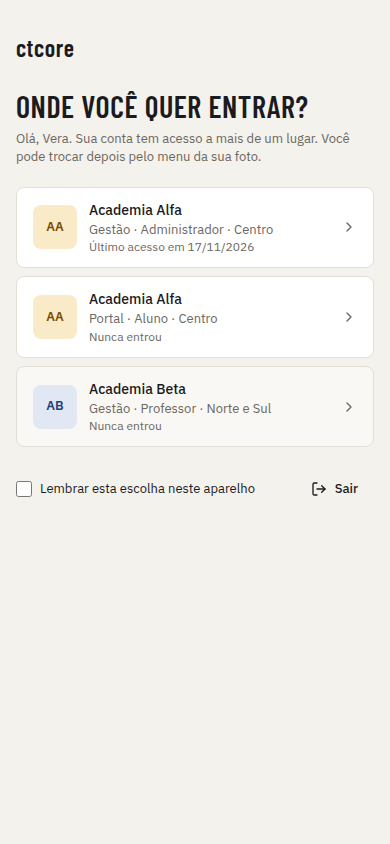 ctcore
ONDE VOCÊ QUER ENTRAR?
Olá, Vera. Sua conta tem acesso a mais de um lugar. Você
pode trocar depois pelo menu da sua foto.
AA
Academia Alfa
Gestão · Administrador · Centro
Último acesso em 17/11/2026
AA
Academia Alfa
Portal · Aluno · Centro
Nunca entrou
AB
Academia Beta
Gestão · Professor · Norte e Sul
Nunca entrou
Lembrar esta escolha neste aparelho
Sair